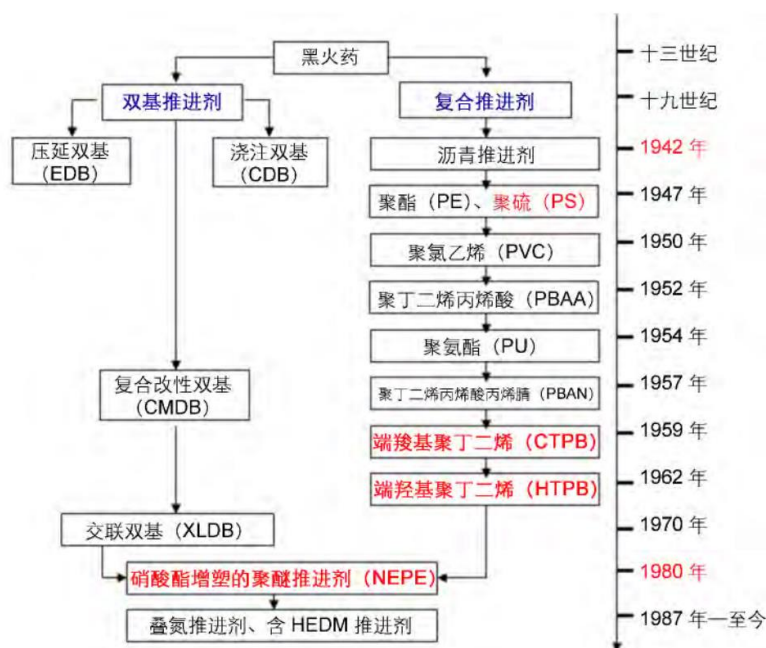 黑火药
十三世纪
双基推进剂
复合推进剂
十九世纪
压延双基
(EDB)
浇注双基
(CDB)
沥青推进剂
1942 年
聚酯（PE）、聚硫（PS）
1947 年
聚氯乙烯（PVC）
1950 年
聚丁二烯丙烯酸（PBAA）
1952 年
聚氨酯（PU）
1954 年
复合改性双基
(CMDB)
聚丁二烯丙烯酸丙烯腈（PBAN）
1957 年
端羧基聚丁二烯（CTPB）
1959 年
端羟基聚丁二烯（HTPB）
1962 年
交联双基（XLDB）
1970 年
硝酸酯增塑的聚醚推进剂（NEPE）
1980 年
叠氮推进剂、含 HEDM 推进剂
1987 年—至今